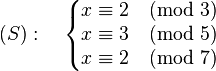 (S) : { x ≡ 2 (mod 3)
x ≡ 3 (mod 5)
x ≡ 2 (mod 7)